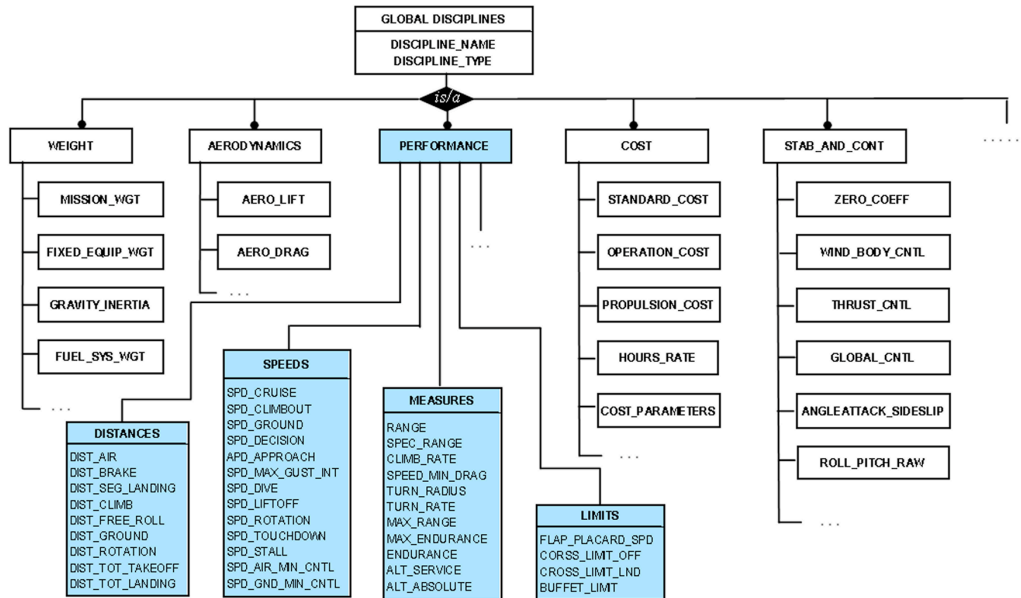 GLOBAL DISCIPLINES
DISCIPLINE_NAME
DISCIPLINE_TYPE
is/a
WEIGHT
MISSION_WGT
FIXED_EQUIP_WGT
GRAVITY_INERTIA
FUEL_SYS_WGT
...
AERODYNAMICS
AERO_LIFT
AERO_DRAG
...
PERFORMANCE
...
DISTANCES
DIST_AIR
DIST_BRAKE
DIST_SEG_LANDING
DIST_CLIMB
DIST_FREE_ROLL
DIST_GROUND
DIST_ROTATION
DIST_TOT_TAKEOFF
DIST_TOT_LANDING
SPEEDS
SPD_CRUISE
SPD_CLIMBOUT
SPD_GROUND
SPD_DECISION
APD_APPROACH
SPD_MAX_GUST_INT
SPD_DIVE
SPD_LIFTOFF
SPD_ROTATION
SPD_TOUCHDOWN
SPD_STALL
SPD_AIR_MIN_CNTL
SPD_GND_MIN_CNTL
MEASURES
RANGE
SPEC_RANGE
CLIMB_RATE
SPEED_MIN_DRAG
TURN_RADIUS
TURN_RATE
MAX_RANGE
MAX_ENDURANCE
ENDURANCE
ALT_SERVICE
ALT_ABSOLUTE
LIMITS
FLAP_PLACARD_SPD
CORSS_LIMIT_OFF
CROSS_LIMIT_LND
BUFFET_LIMIT
COST
STANDARD_COST
OPERATION_COST
PROPULSION_COST
HOURS_RATE
COST_PARAMETERS
...
STAB_AND_CONT
ZERO_COEFF
WIND_BODY_CNTL
THRUST_CNTL
GLOBAL_CNTL
ANGLEATTACK_SIDESLIP
ROLL_PITCH_RAW
...
.....